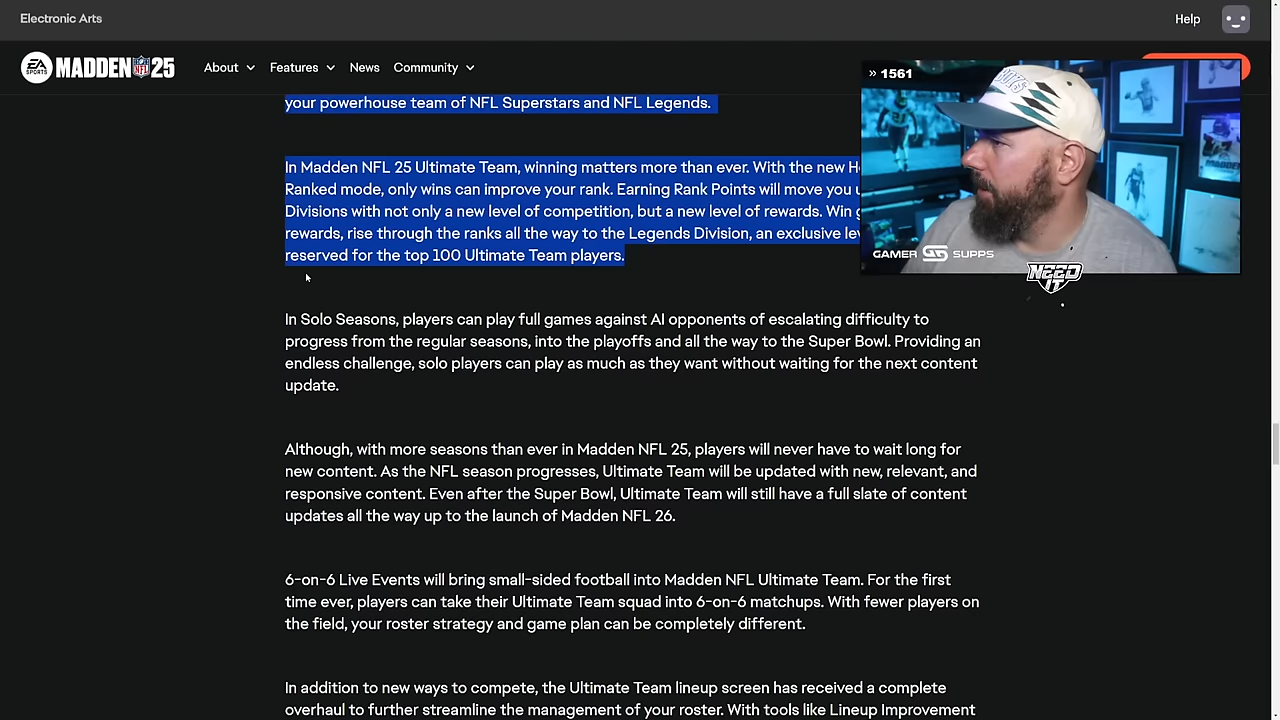 Electronic Arts
Help
EA SPORTS MADDEN NFL 25
About
Features
News
Community
» 1561
your powerhouse team of NFL Superstars and NFL Legends.
In Madden NFL 25 Ultimate Team, winning matters more than ever. With the new
Ranked mode, only wins can improve your rank. Earning Rank Points will move you
Divisions with not only a new level of competition, but a new level of rewards. Win
rewards, rise through the ranks all the way to the Legends Division, an exclusive
reserved for the top 100 Ultimate Team players.
GAMER SUPPS
NEED IT
In Solo Seasons, players can play full games against AI opponents of escalating difficulty to
progress from the regular seasons, into the playoffs and all the way to the Super Bowl. Providing an
endless challenge, solo players can play as much as they want without waiting for the next content
update.
Although, with more seasons than ever in Madden NFL 25, players will never have to wait long for
new content. As the NFL season progresses, Ultimate Team will be updated with new, relevant, and
responsive content. Even after the Super Bowl, Ultimate Team will still have a full slate of content
updates all the way up to the launch of Madden NFL 26.
6-on-6 Live Events will bring small-sided football into Madden NFL Ultimate Team. For the first
time ever, players can take their Ultimate Team squad into 6-on-6 matchups. With fewer players on
the field, your roster strategy and game plan can be completely different.
In addition to new ways to compete, the Ultimate Team lineup screen has received a complete
overhaul to further streamline the management of your roster. With tools like Lineup Improvement